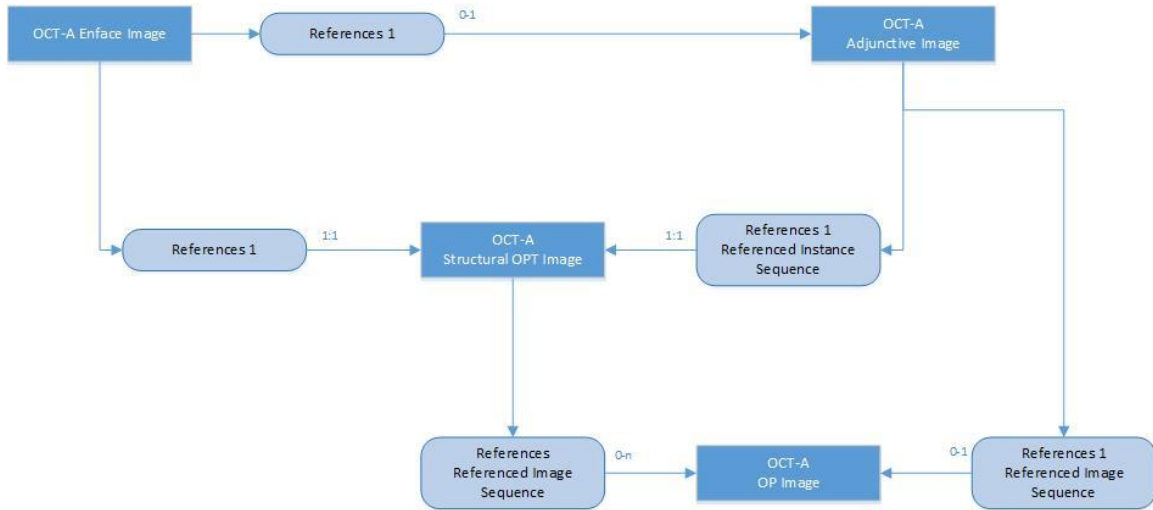 0-1
OCT-A Enface Image
References 1
OCT-A
Adjunctive Image
References 1
1:1
OCT-A
Structural OPT Image
1:1
References 1
Referenced Instance
Sequence
References
Referenced Image
Sequence
0-n
OCT-A
OP Image
0-1
References 1
Referenced Image
Sequence